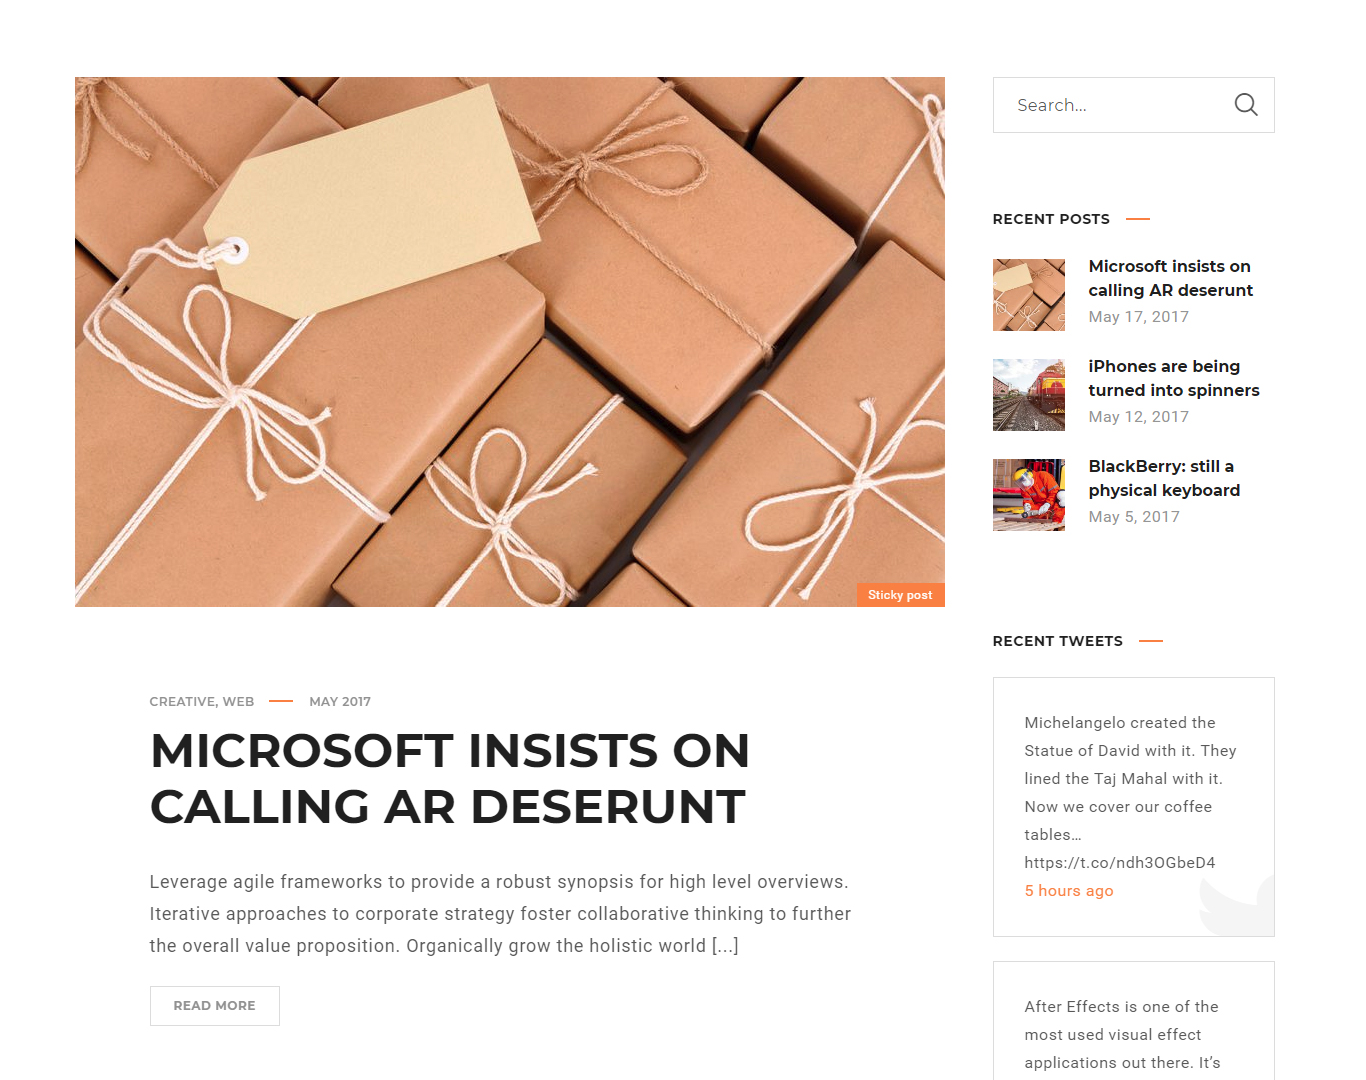 Sticky post
CREATIVE, WEB
MAY 2017
MICROSOFT INSISTS ON
CALLING AR DESERUNT
Leverage agile frameworks to provide a robust synopsis for high level overviews.
Iterative approaches to corporate strategy foster collaborative thinking to further
the overall value proposition. Organically grow the holistic world [...]
READ MORE
Search...
RECENT POSTS
Microsoft insists on
calling AR deserunt
May 17, 2017
iPhones are being
turned into spinners
May 12, 2017
BlackBerry: still a
physical keyboard
May 5, 2017
RECENT TWEETS
Michelangelo created the
Statue of David with it. They
lined the Taj Mahal with it.
Now we cover our coffee
tables…
https://t.co/ndh3OGbeD4
5 hours ago
After Effects is one of the
most used visual effect
applications out there. It’s